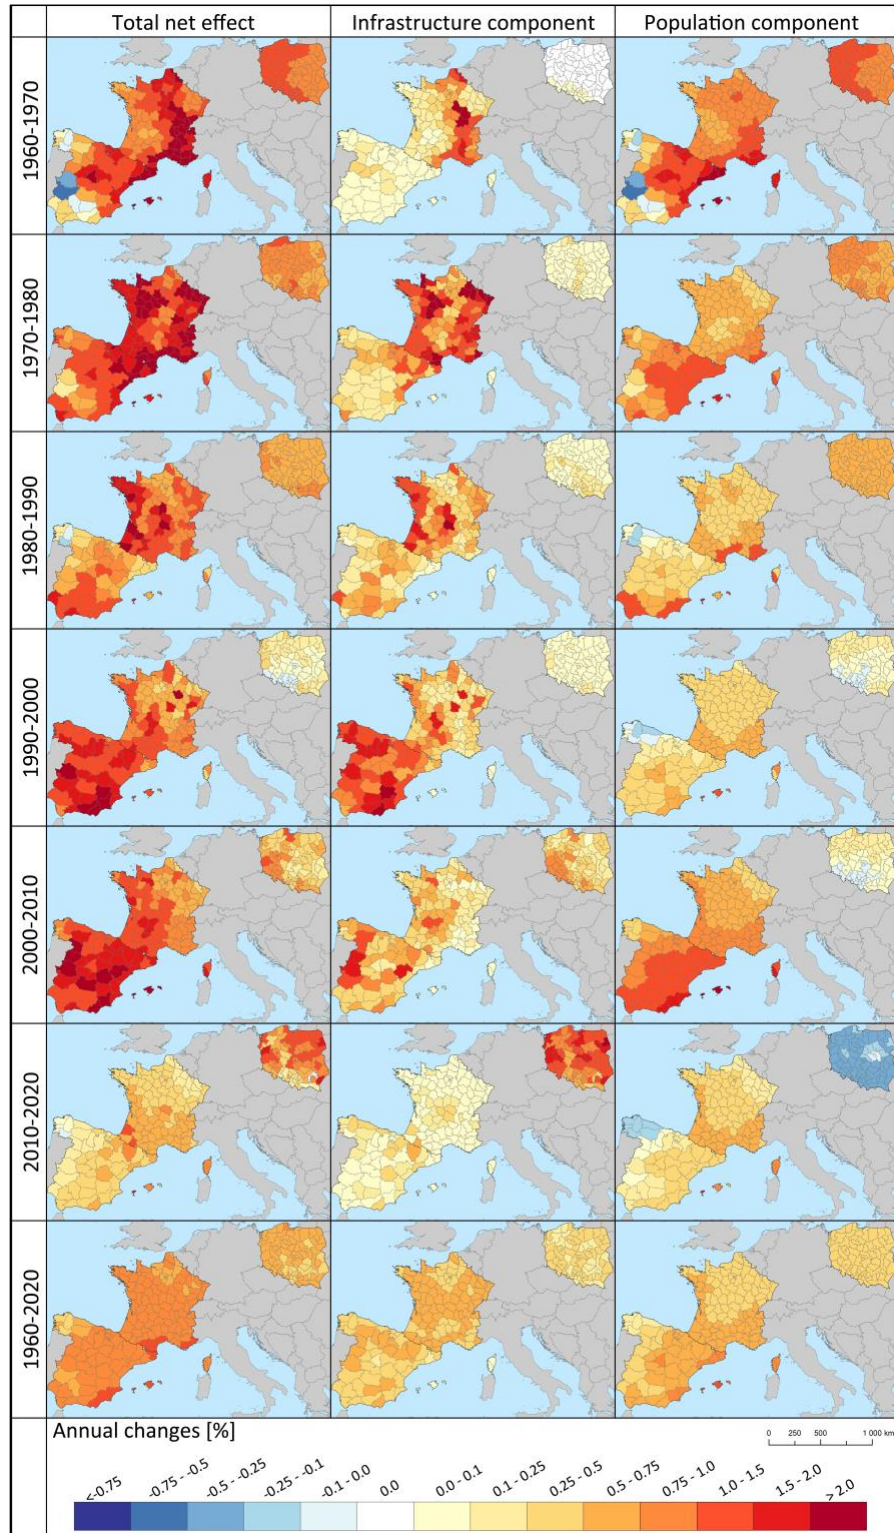 Total net effect
Infrastructure component
Population component
1960-1970
1970-1980
1980-1990
1990-2000
2000-2010
2010-2020
1960-2020
Annual changes [%]
0 250 500 1 000 km
<-0.75
-0.75 - -0.5
-0.5 - -0.25
-0.25 - -0.1
-0.1 - 0.0
0.0
0.0 - 0.1
0.1 - 0.25
0.25 - 0.5
0.5 - 0.75
0.75 - 1.0
1.0 - 1.5
1.5 - 2.0
> 2.0